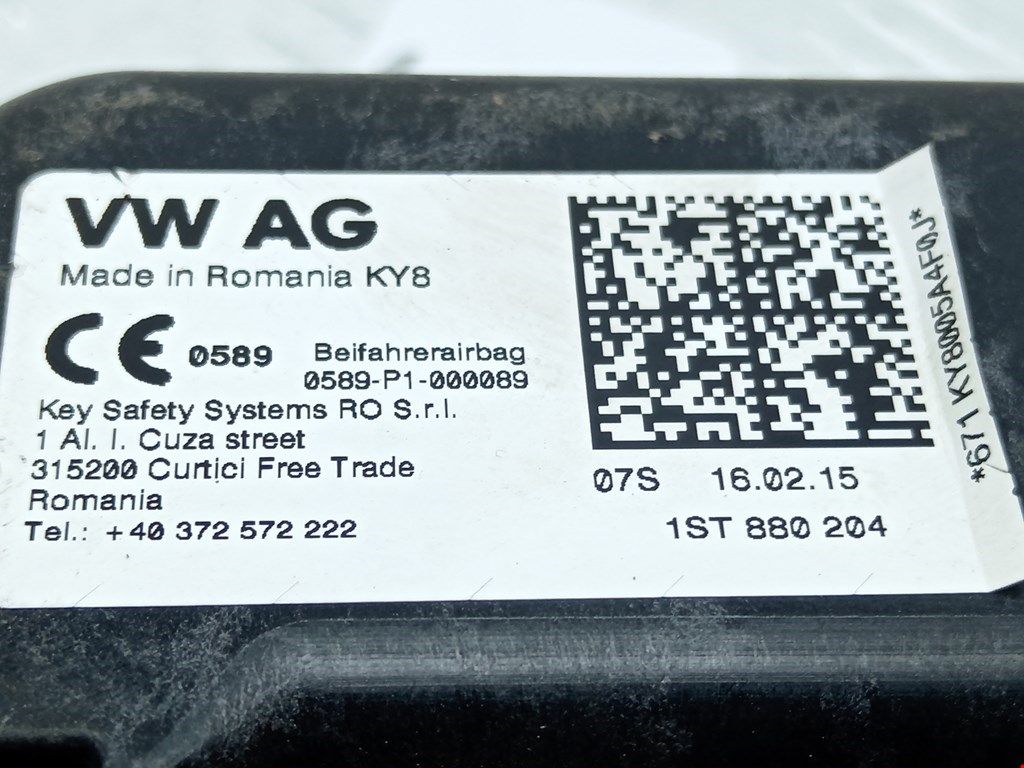 VW AG
Made in Romania KY8
CE 0589
Beifahrerairbag
0589-P1-000089
Key Safety Systems RO S.r.l.
1 Al. I. Cuza street
315200 Curtici Free Trade
Romania
Tel.: +40 372 572 222
07S 16.02.15
1ST 880 204
*671 KY8005A4F0J*